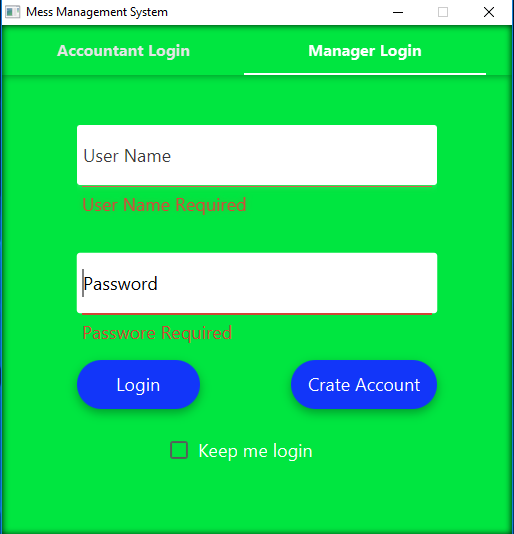 Mess Management System
Accountant Login Manager Login
User Name
User Name Required
Password
Passwore Required
Login Crate Account
Keep me login